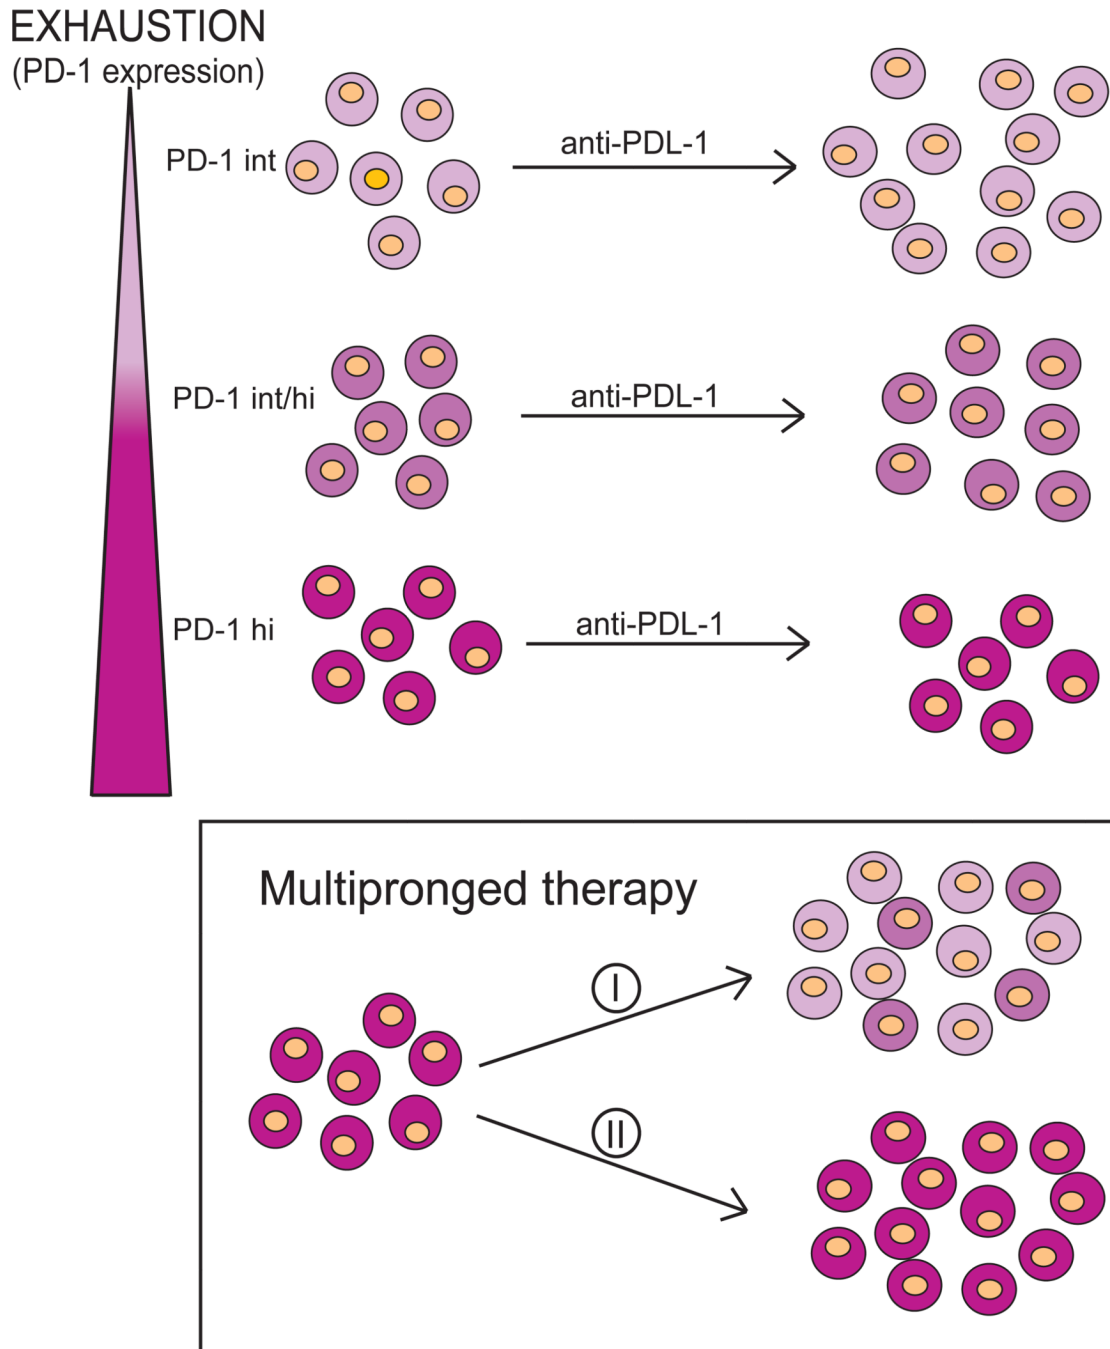 EXHAUSTION
(PD-1 expression)
PD-1 int
anti-PDL-1
PD-1 int/hi
anti-PDL-1
PD-1 hi
anti-PDL-1
Multipronged therapy
I
II